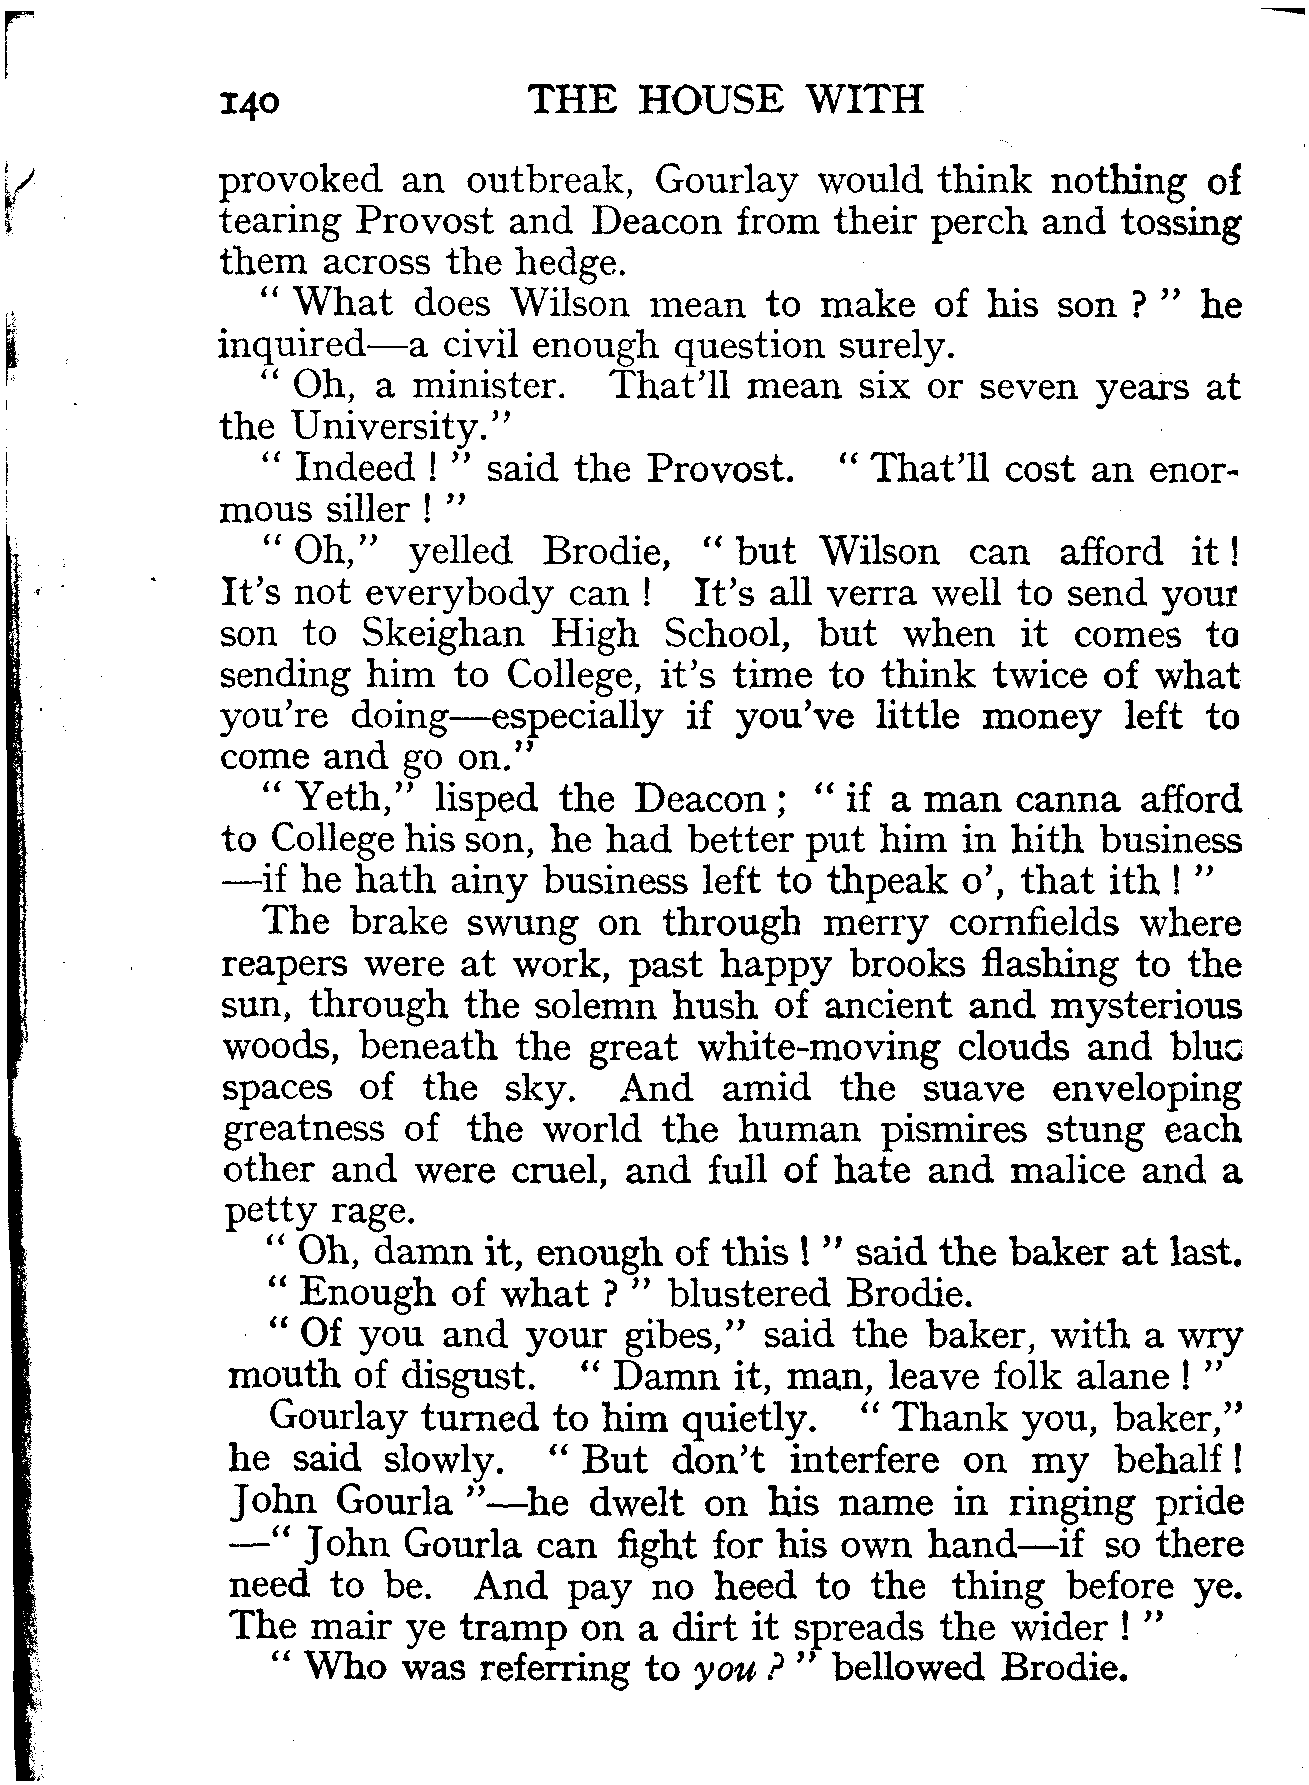 140 THE HOUSE WITH
provoked an outbreak, Gourlay would think nothing of
tearing Provost and Deacon from their perch and tossing
them across the hedge.
“ What does Wilson mean to make of his son ? ” he
inquired—a civil enough question surely.
“ Oh, a minister. That’ll mean six or seven years at
the University.”
“ Indeed ! ” said the Provost. “ That’ll cost an enor-
mous siller ! ”
“ Oh,” yelled Brodie, “ but Wilson can afford it !
It’s not everybody can ! It’s all verra well to send your
son to Skeighan High School, but when it comes to
sending him to College, it’s time to think twice of what
you’re doing—especially if you’ve little money left to
come and go on.”
“ Yeth,” lisped the Deacon ; “ if a man canna afford
to College his son, he had better put him in hith business
—if he hath ainy business left to thpeak o’, that ith ! ”
The brake swung on through merry cornfields where
reapers were at work, past happy brooks flashing to the
sun, through the solemn hush of ancient and mysterious
woods, beneath the great white-moving clouds and blue
spaces of the sky. And amid the suave enveloping
greatness of the world the human pismires stung each
other and were cruel, and full of hate and malice and a
petty rage.
“ Oh, damn it, enough of this ! ” said the baker at last.
“ Enough of what ? ” blustered Brodie.
“ Of you and your gibes,” said the baker, with a wry
mouth of disgust. “ Damn it, man, leave folk alane ! ”
Gourlay turned to him quietly. “ Thank you, baker,”
he said slowly. “ But don’t interfere on my behalf !
John Gourla ”—he dwelt on his name in ringing pride
—“ John Gourla can fight for his own hand—if so there
need to be. And pay no heed to the thing before ye.
The mair ye tramp on a dirt it spreads the wider ! ”
“ Who was referring to you ? ” bellowed Brodie.